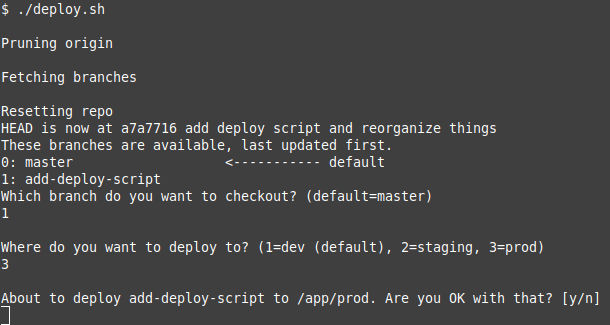 $ ./deploy.sh
Pruning origin
Fetching branches
Resetting repo
HEAD is now at a7a7716 add deploy script and reorganize things
These branches are available, last updated first.
0: master                   <----------- default
1: add-deploy-script
Which branch do you want to checkout? (default=master)
1
Where do you want to deploy to? (1=dev (default), 2=staging, 3=prod)
3
About to deploy add-deploy-script to /app/prod. Are you OK with that? [y/n]